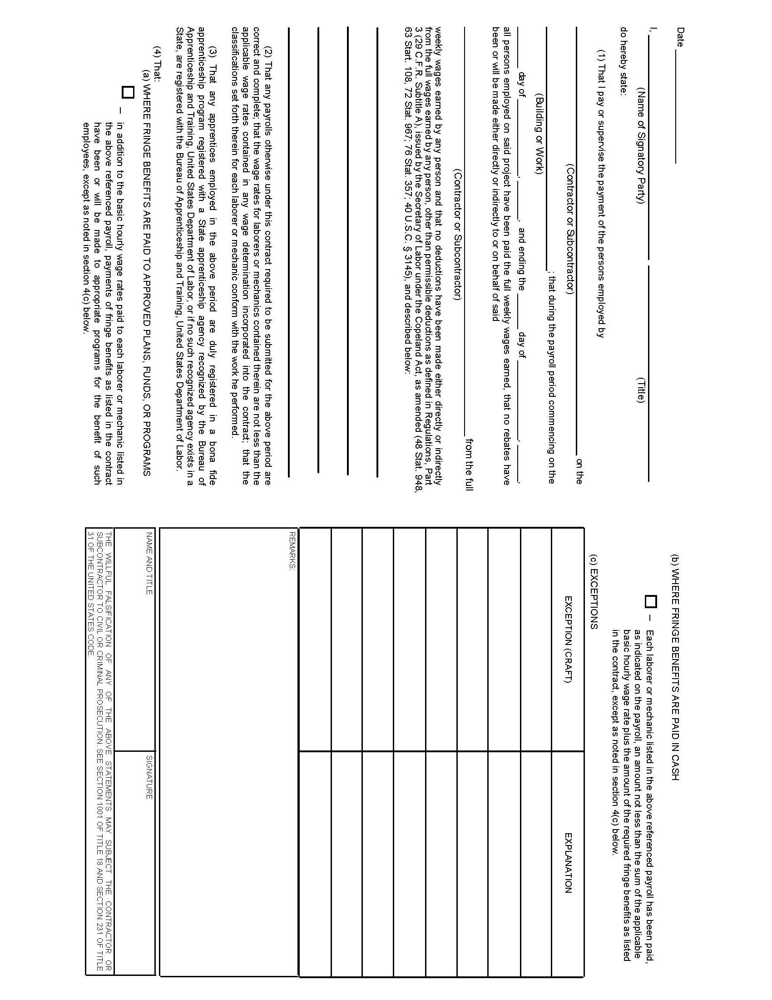 Date
I,
(Name of Signatory Party) (Title)
do hereby state:
(1) That I pay or supervise the payment of the persons employed by
on the
(Contractor or Subcontractor)
; that during the payroll period commencing on the
(Building or Work)
day of , , and ending the day of , ,
all persons employed on said project have been paid the full weekly wages earned, that no rebates have
been or will be made either directly or indirectly to or on behalf of said
from the full
(Contractor or Subcontractor)
weekly wages earned by any person and that no deductions have been made either directly or indirectly
from the full wages earned by any person, other than permissible deductions as defined in Regulations, Part
3 (29 C.F.R. Subtitle A), issued by the Secretary of Labor under the Copeland Act, as amended (48 Stat. 948,
63 Start. 108, 72 Stat. 967; 76 Stat. 357; 40 U.S.C. § 3145), and described below:
(2) That any payrolls otherwise under this contract required to be submitted for the above period are
correct and complete; that the wage rates for laborers or mechanics contained therein are not less than the
applicable wage rates contained in any wage determination incorporated into the contract; that the
classifications set forth therein for each laborer or mechanic conform with the work he performed.
(3) That any apprentices employed in the above period are duly registered in a bona fide
apprenticeship program registered with a State apprenticeship agency recognized by the Bureau of
Apprenticeship and Training, United States Department of Labor, or if no such recognized agency exists in a
State, are registered with the Bureau of Apprenticeship and Training, United States Department of Labor.
(4) That:
(a) WHERE FRINGE BENEFITS ARE PAID TO APPROVED PLANS, FUNDS, OR PROGRAMS
– in addition to the basic hourly wage rates paid to each laborer or mechanic listed in
the above referenced payroll, payments of fringe benefits as listed in the contract
have been or will be made to appropriate programs for the benefit of such
employees, except as noted in section 4(c) below.
(b) WHERE FRINGE BENEFITS ARE PAID IN CASH
– Each laborer or mechanic listed in the above referenced payroll has been paid,
as indicated on the payroll, an amount not less than the sum of the applicable
basic hourly wage rate plus the amount of the required fringe benefits as listed
in the contract, except as noted in section 4(c) below.
(c) EXCEPTIONS
EXCEPTION (CRAFT) EXPLANATION
REMARKS:
NAME AND TITLE SIGNATURE
THE WILLFUL FALSIFICATION OF ANY OF THE ABOVE STATEMENTS MAY SUBJECT THE CONTRACTOR OR
SUBCONTRACTOR TO CIVIL OR CRIMINAL PROSECUTION. SEE SECTION 1001 OF TITLE 18 AND SECTION 231 OF TITLE
31 OF THE UNITED STATES CODE.